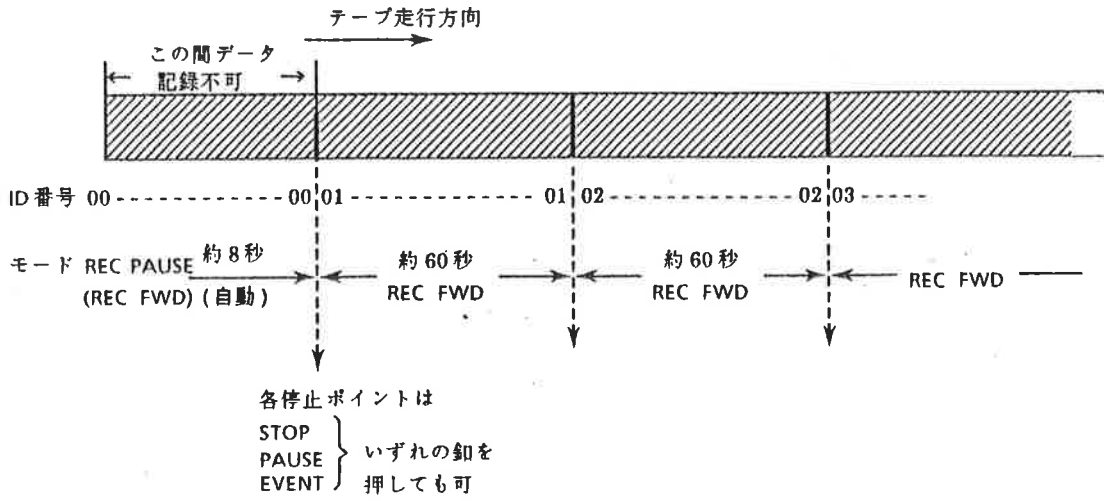 テープ走行方向
この間データ
記録不可
ID番号 00 ---------------- 00 01 ---------------- 01 02 ---------------- 02 03 --------
モード REC PAUSE 約8秒 約60秒 約60秒
(REC FWD) (自動) REC FWD REC FWD REC FWD
各停止ポイントは
STOP
PAUSE いずれの釦を
EVENT 押しても可